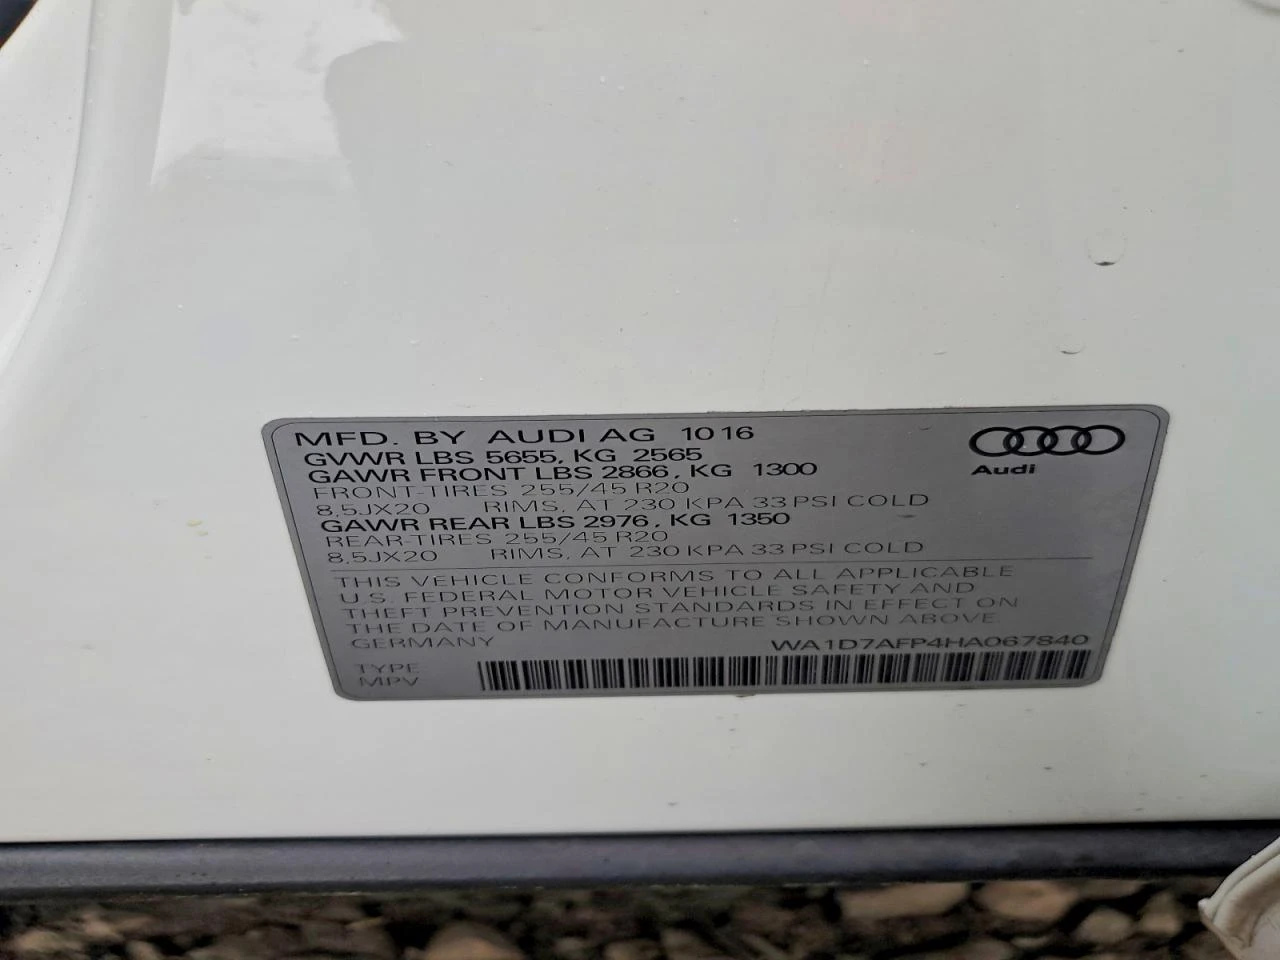 MFD. BY AUDI AG 10 16
GVWR LBS 5655, KG 2565
GAWR FRONT LBS 2866, KG 1300
FRONT-TIRES 255/45 R20
8,5JX20 RIMS, AT 230 KPA 33 PSI COLD
GAWR REAR LBS 2976, KG 1350
REAR-TIRES 255/45 R20
8,5JX20 RIMS, AT 230 KPA 33 PSI COLD
Audi
THIS VEHICLE CONFORMS TO ALL APPLICABLE
U.S. FEDERAL MOTOR VEHICLE SAFETY AND
THEFT PREVENTION STANDARDS IN EFFECT ON
THE DATE OF MANUFACTURE SHOWN ABOVE
GERMANY WA1D7AFP4HA067840
TYPE
MPV